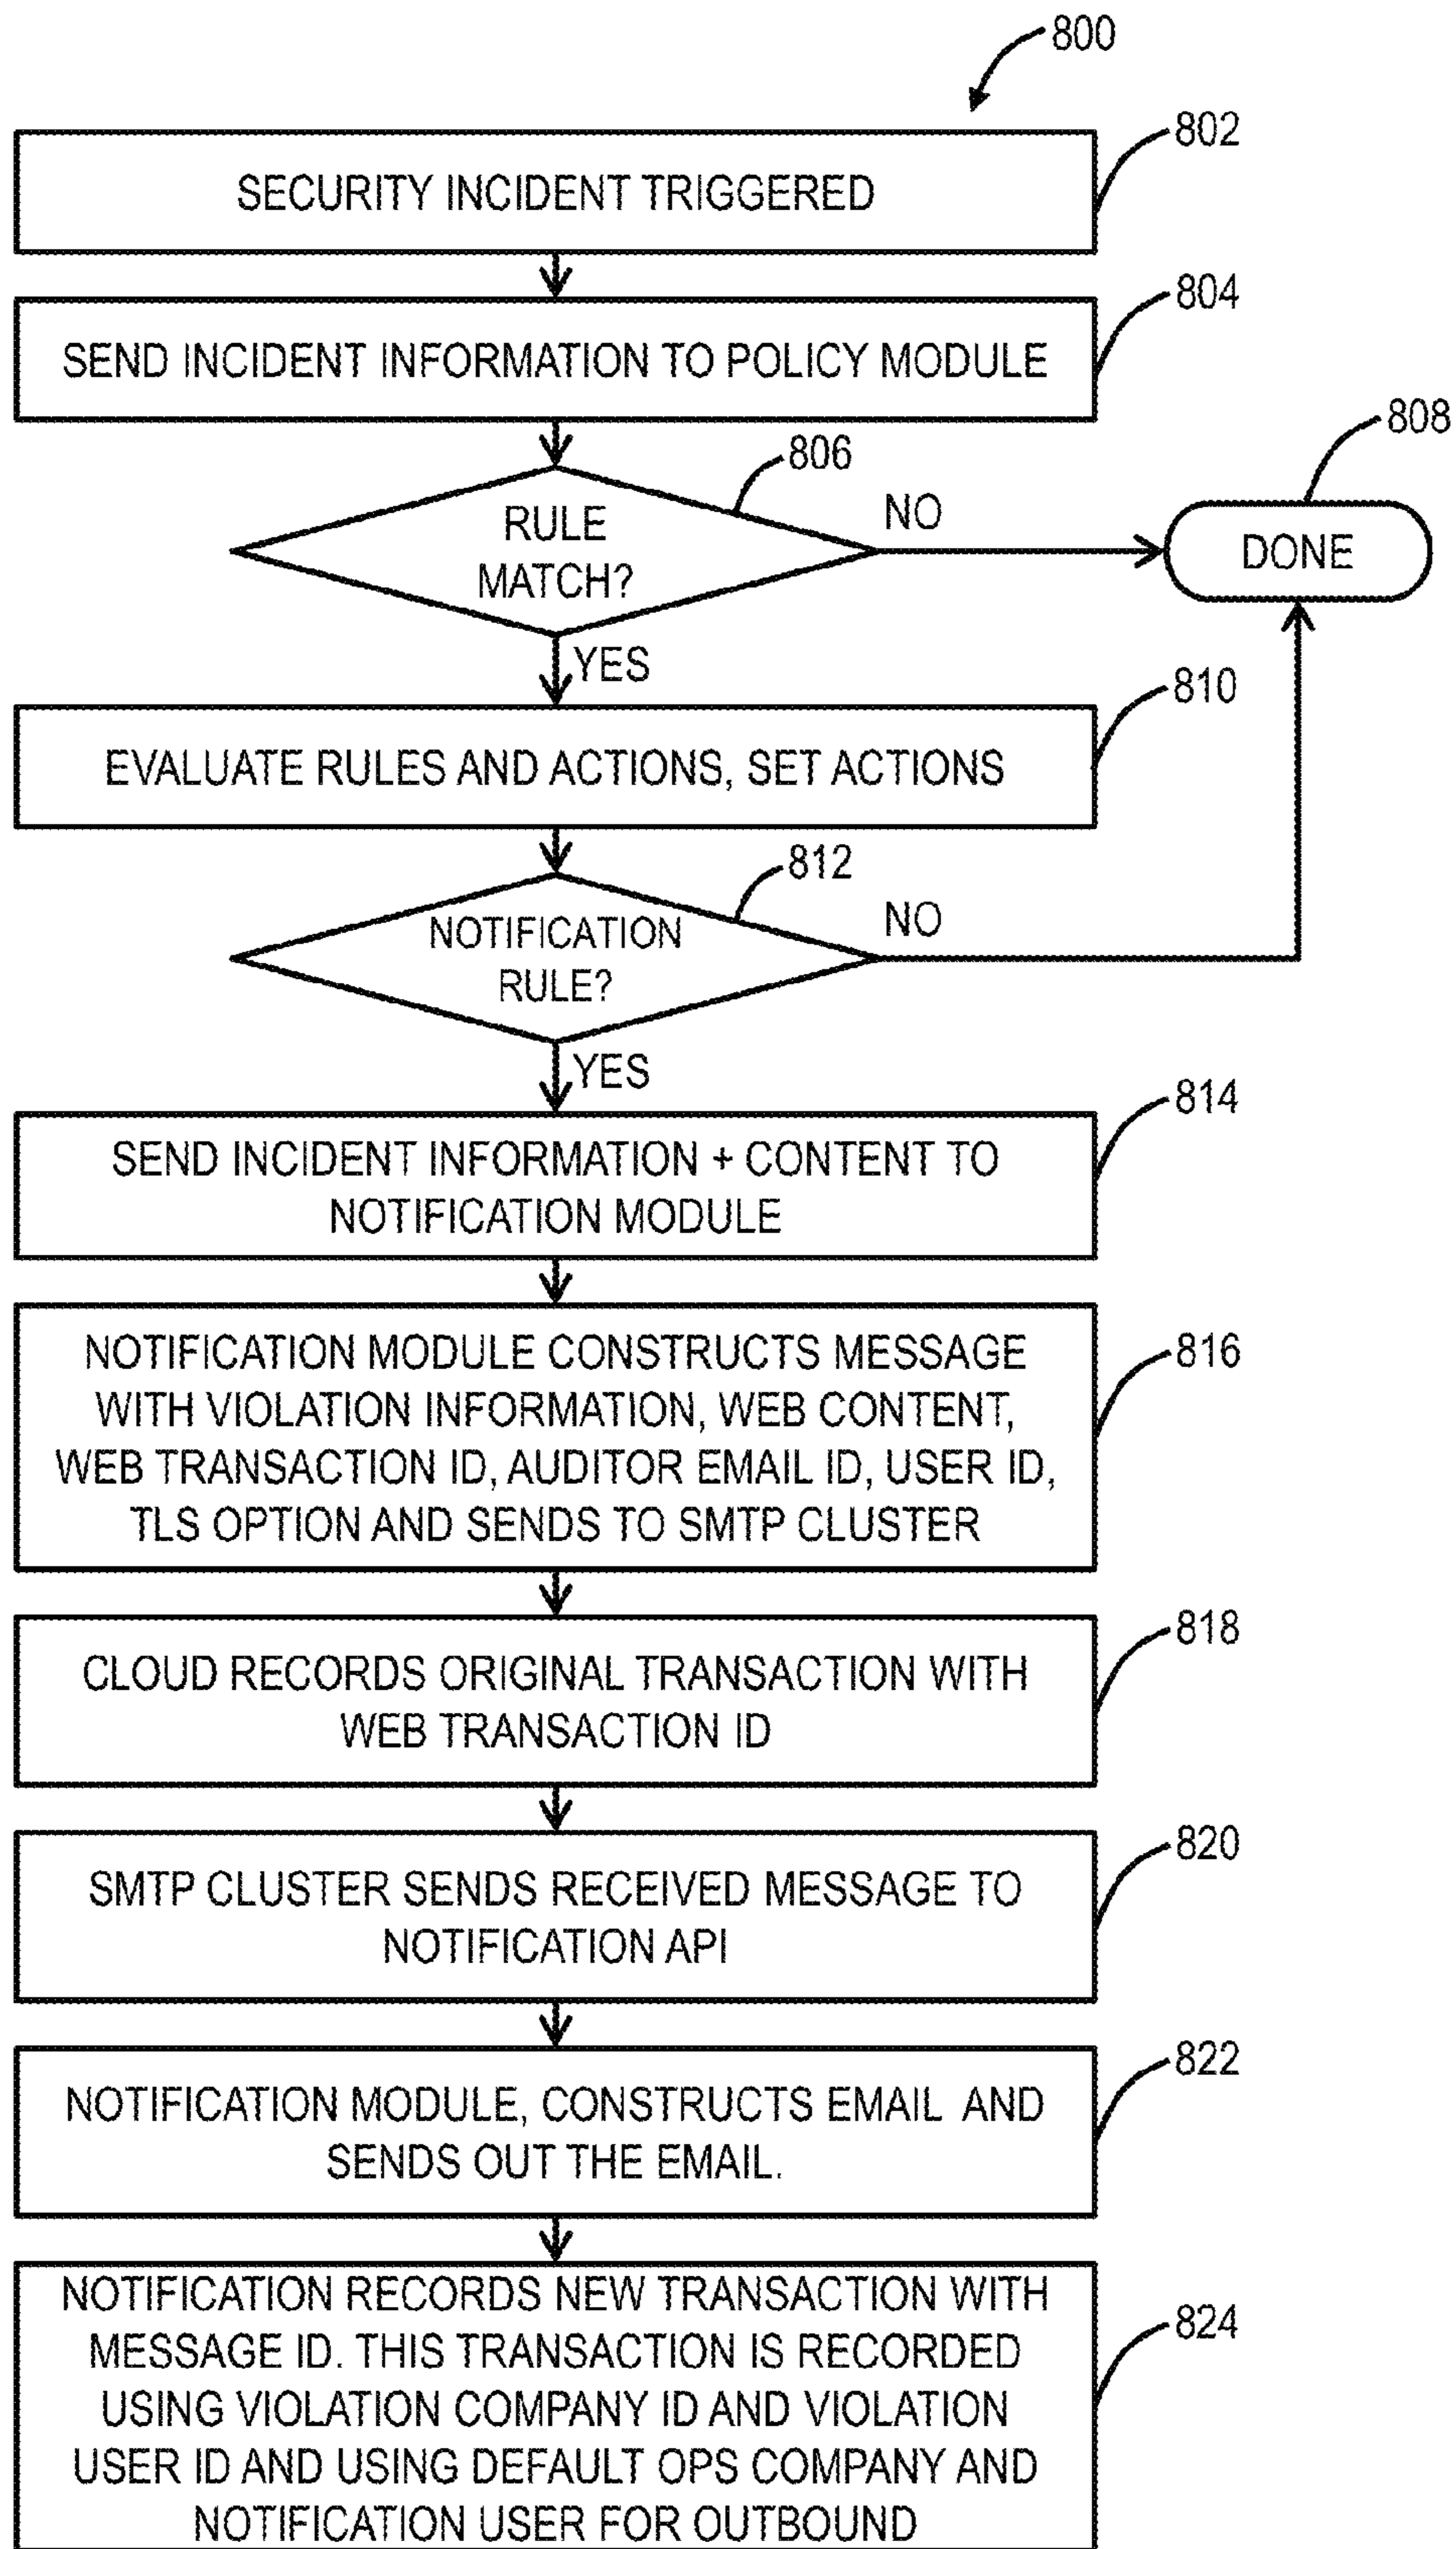 800
802
SECURITY INCIDENT TRIGGERED
804
SEND INCIDENT INFORMATION TO POLICY MODULE
806
808
RULE
MATCH?
NO
DONE
YES
810
EVALUATE RULES AND ACTIONS, SET ACTIONS
812
NOTIFICATION
RULE?
NO
YES
814
SEND INCIDENT INFORMATION + CONTENT TO
NOTIFICATION MODULE
816
NOTIFICATION MODULE CONSTRUCTS MESSAGE
WITH VIOLATION INFORMATION, WEB CONTENT,
WEB TRANSACTION ID, AUDITOR EMAIL ID, USER ID,
TLS OPTION AND SENDS TO SMTP CLUSTER
818
CLOUD RECORDS ORIGINAL TRANSACTION WITH
WEB TRANSACTION ID
820
SMTP CLUSTER SENDS RECEIVED MESSAGE TO
NOTIFICATION API
822
NOTIFICATION MODULE, CONSTRUCTS EMAIL AND
SENDS OUT THE EMAIL.
824
NOTIFICATION RECORDS NEW TRANSACTION WITH
MESSAGE ID. THIS TRANSACTION IS RECORDED
USING VIOLATION COMPANY ID AND VIOLATION
USER ID AND USING DEFAULT OPS COMPANY AND
NOTIFICATION USER FOR OUTBOUND